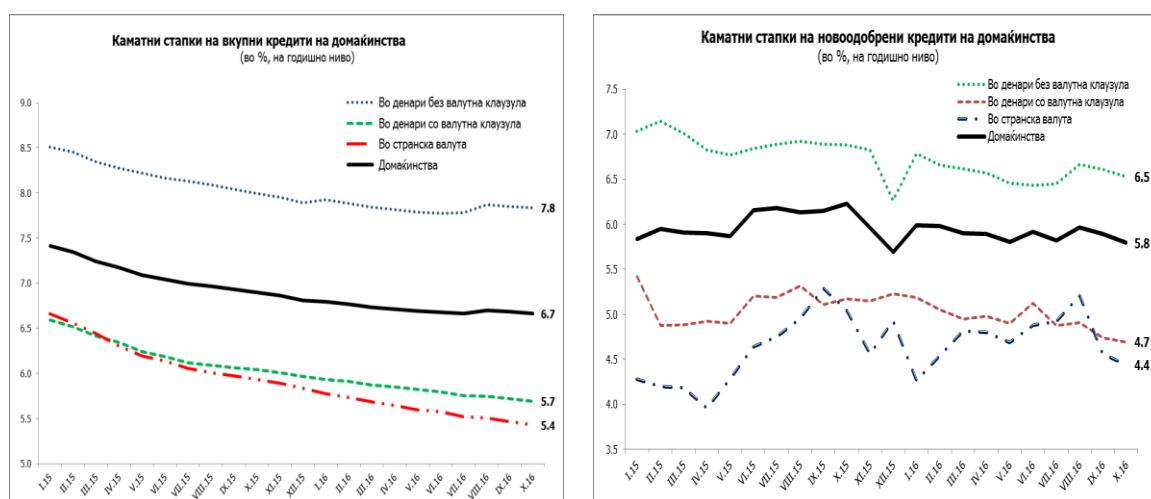 Каматни стапки на вкупни кредити на домаќинства
(во %, на годишно ниво)
Во денари без валутна клаузула
Во денари со валутна клаузула
Во странска валута
Домаќинства
9.0
8.5
8.0
7.5
7.0
6.5
6.0
5.5
5.0
7.8
6.7
5.7
5.4
I.15 II.15 III.15 IV.15 V.15 VI.15 VII.15 VIII.15 IX.15 X.15 XI.15 XII.15 I.16 II.16 III.16 IV.16 V.16 VI.16 VII.16 VIII.16 IX.16 X.16
Каматни стапки на новоодобрени кредити на домаќинства
(во %, на годишно ниво)
Во денари без валутна клаузула
Во денари со валутна клаузула
Во странска валута
Домаќинства
7.5
7.0
6.5
6.0
5.5
5.0
4.5
4.0
3.5
6.5
5.8
4.7
4.4
I.15 II.15 III.15 IV.15 V.15 VI.15 VII.15 VIII.15 IX.15 X.15 XI.15 XII.15 I.16 II.16 III.16 IV.16 V.16 VI.16 VII.16 VIII.16 IX.16 X.16